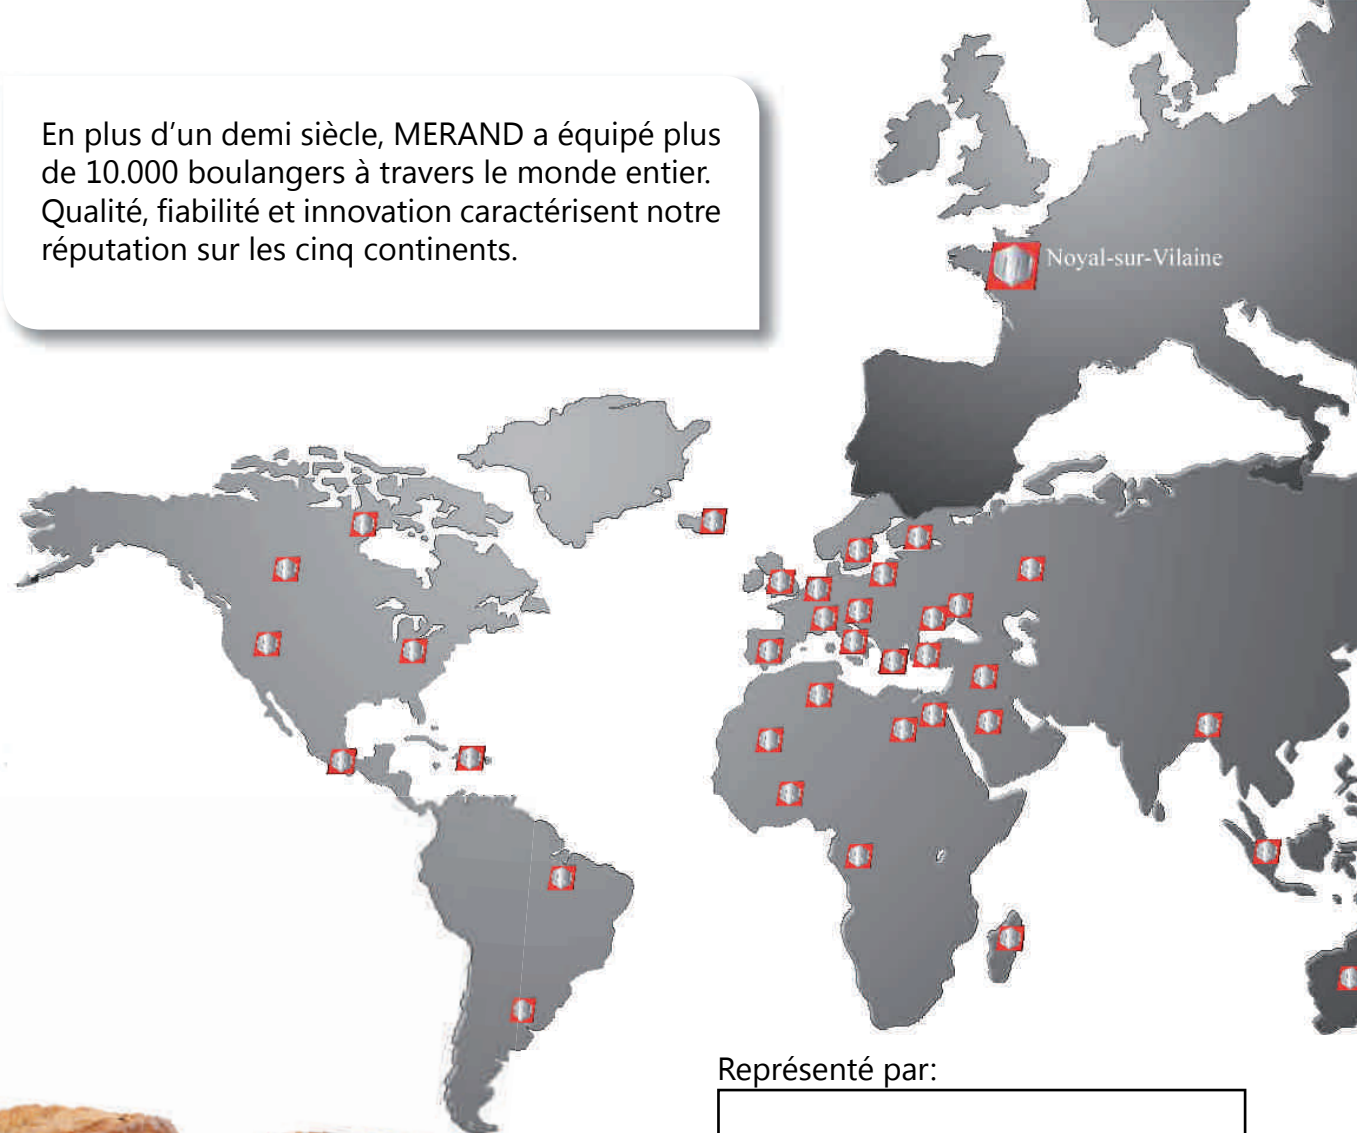 En plus d’un demi siècle, MERAND a équipé plus
de 10.000 boulangers à travers le monde entier.
Qualité, fiabilité et innovation caractérisent notre
réputation sur les cinq continents.
Noyal-sur-Vilaine
Représenté par: